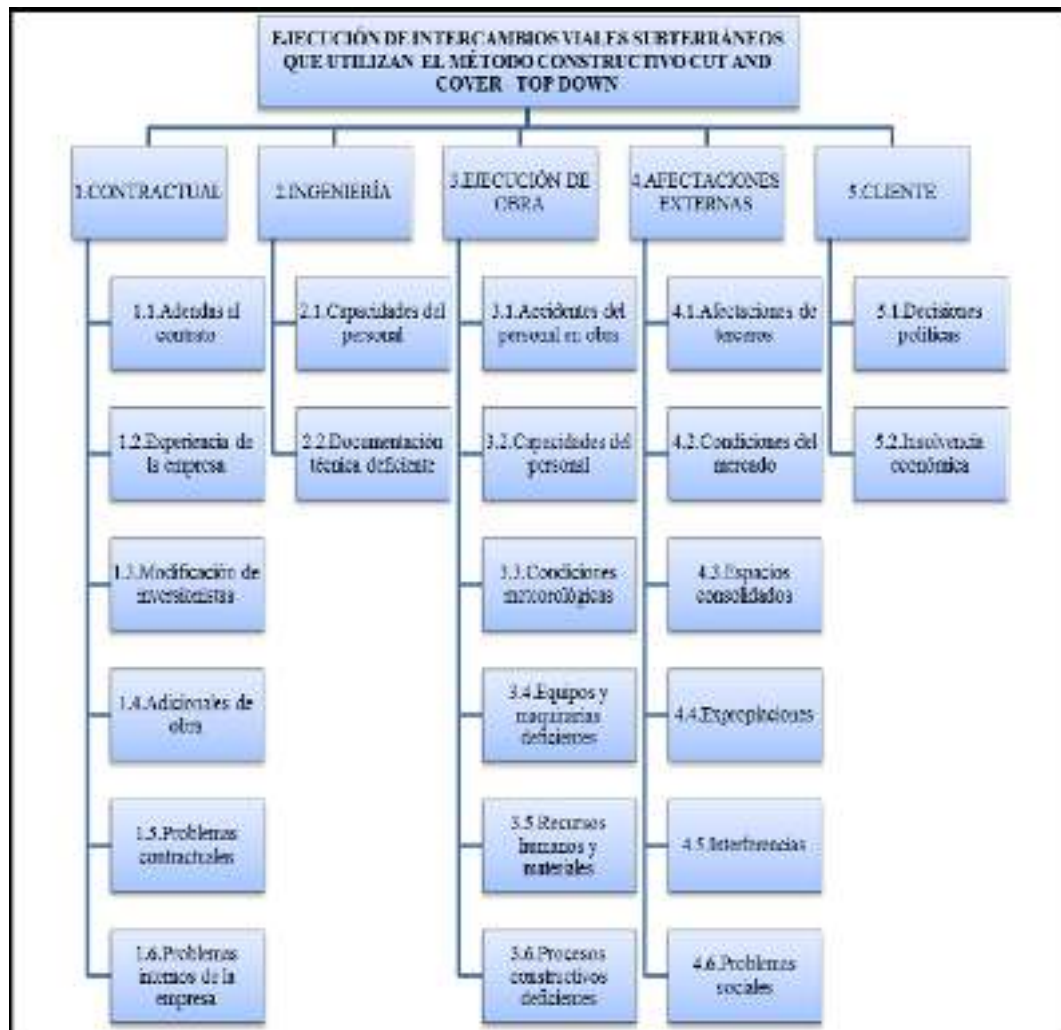 EJECUCIÓN DE INTERCAMBIOS VIALES SUBTERRÁNEOS
QUE UTILIZAN EL MÉTODO CONSTRUCTIVO CUT AND
COVER TOP DOWN
1.CONTRACTUAL
2.INGENIERÍA
3.EJECUCIÓN DE
OBRA
4.AFECTACIONES
EXTERNAS
5.CLIENTE
1.1.Adendas al
contrato
1.2.Experiencia de
la empresa
1.3.Modificación de
inversionistas
1.4.Adicionales de
obra
1.5.Problemas
contractuales
1.6.Problemas
internos de la
empresa
2.1.Capacidades del
personal
2.2.Documentación
técnica deficiente
3.1.Accidentes del
personal en obra
3.2.Capacidades del
personal
3.3.Condiciones
meteorológicas
3.4.Equipos y
maquinarias
deficientes
3.5.Recursos
humanos y
materiales
3.6.Procesos
constructivos
deficientes
4.1.Afectaciones de
terceros
4.2.Condiciones del
mercado
4.3.Espacios
consolidados
4.4.Expropiaciones
4.5.Interferencias
4.6.Problemas
sociales
5.1.Decisiones
políticas
5.2.Insolvencia
económica